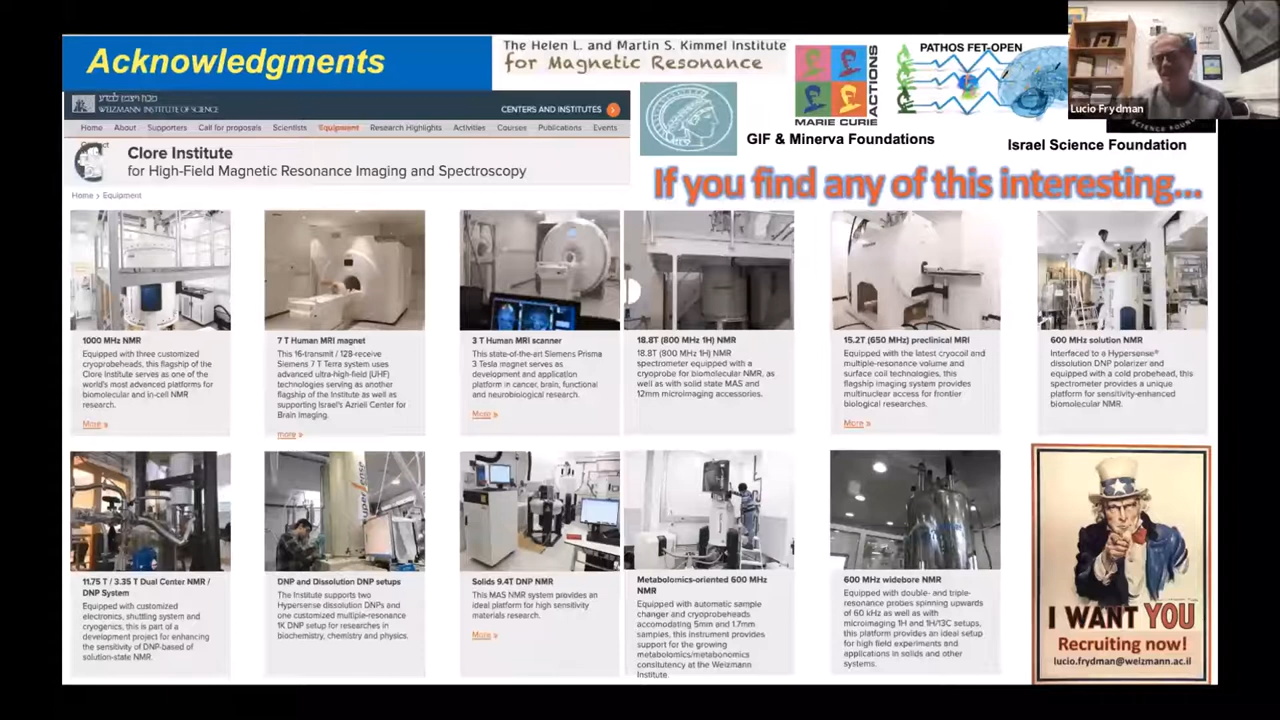 Acknowledgments
The Helen L. and Martin S. Kimmel Institute
for Magnetic Resonance
MARIE CURIE
ACTIONS
PATHOS FET-OPEN
Lucio Frydman
מכון ויצמן למדע
WEIZMANN INSTITUTE OF SCIENCE
CENTERS AND INSTITUTES
Home About Supporters Call for proposals Scientists Equipment Research Highlights Activities Courses Publications Events
Contact
Clore Institute
for High-Field Magnetic Resonance Imaging and Spectroscopy
GIF & Minerva Foundations
SCIENCE
Israel Science Foundation
Home > Equipment
If you find any of this interesting...
1000 MHz NMR
Equipped with three customized
cryoprobeheads, this flagship of the
Clore Institute serves as one of the
world's most advanced platforms for
biomolecular and in-cell NMR
research.
More »
7 T Human MRI magnet
This 16-transmit / 128-receive
Siemens 7 T Terra system uses
advanced ultra-high-field (UHF)
technologies serving as another
flagship of the Institute as well as
supporting Israel's Azrieli Center for
Brain Imaging.
more »
3 T Human MRI scanner
This state-of-the-art Siemens Prisma
3 Tesla magnet serves as
development and application
platform in cancer, brain, functional
and neurobiological research.
More »
18.8T (800 MHz 1H) NMR
18.8T (800 MHz 1H) NMR
spectrometer equipped with a
cryoprobe for biomolecular NMR, as
well as with solid state MAS and
12mm microimaging accessories.
15.2T (650 MHz) preclinical MRI
Equipped with the latest cryocoil and
multiple-resonance volume and
surface coil technologies, this
flagship imaging system provides
multinuclear access for frontier
biological researches.
More »
600 MHz solution NMR
Interfaced to a Hypersense®
dissolution DNP polarizer and
equipped with a cold probehead, this
spectrometer provides a unique
platform for sensitivity-enhanced
biomolecular NMR.
11.75 T / 3.35 T Dual Center NMR /
DNP System
Equipped with customized
electronics, shuttling system and
cryogenics, this is part of a
development project for enhancing
the sensitivity of DNP-based of
solution-state NMR
DNP and Dissolution DNP setups
The Institute supports two
Hypersense dissolution DNPs and
one customized multiple-resonance
1K DNP setup for researches in
biochemistry, chemistry and physics.
Solids 9.4T DNP NMR
This MAS NMR system provides an
ideal platform for high sensitivity
materials research.
More »
Metabolomics-oriented 600 MHz
NMR
Equipped with automatic sample
changer and cryoprobeheads
accomodating 5mm and 1.7mm
samples, this instrument provides
support for the growing
metabolomics/metabonomics
consitutency at the Weizmann
Institute.
600 MHz widebore NMR
Equipped with double- and triple-
resonance probes spinning upwards
of 60 kHz as well as with
microimaging 1H and 1H/13C setups,
this platform provides an ideal setup
for high field experiments and
applications in solids and other
systems.
I WANT YOU
Recruiting now!
lucio.frydman@weizmann.ac.il